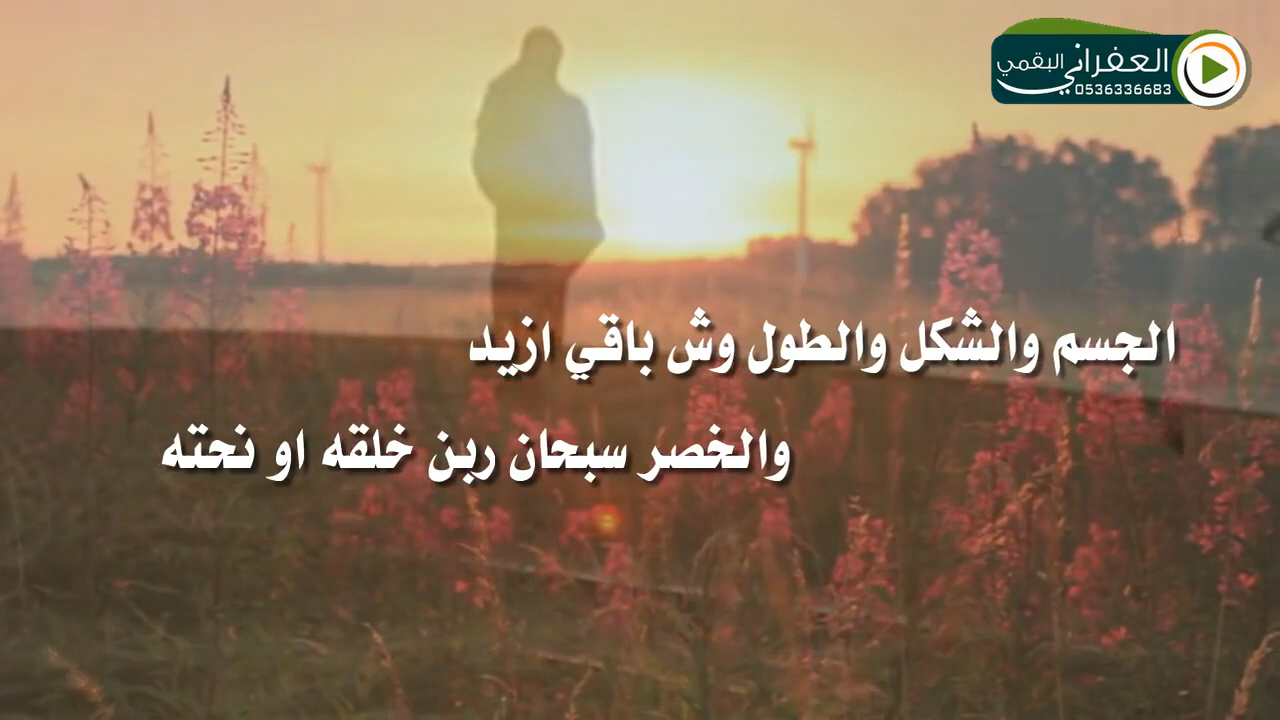 العفراني البقمي
0536336683
الجسم والشكل والطول وش باقي ازيد
والخصر سبحان ربن خلقه او نحته